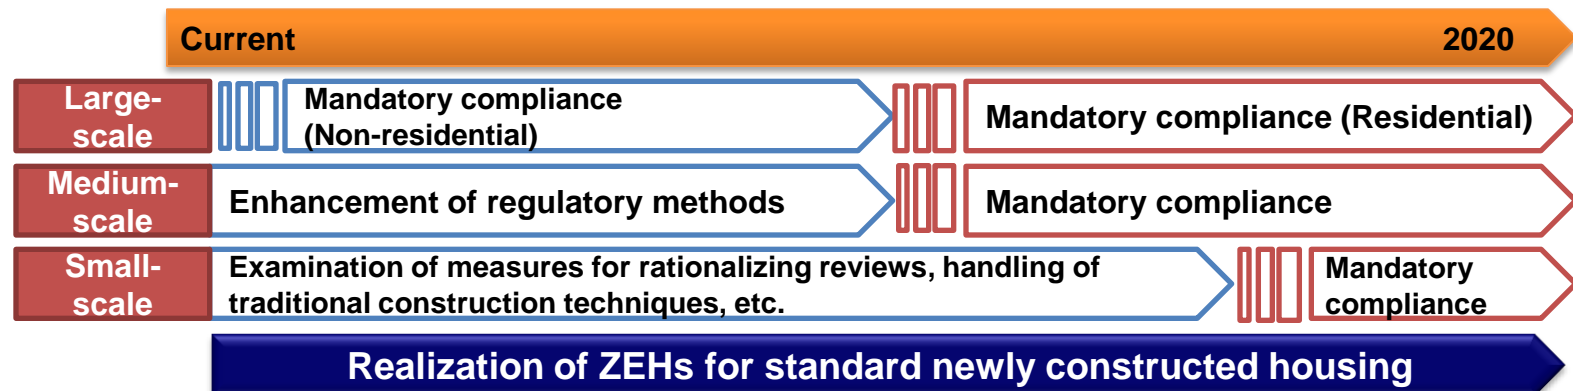 Current 2020
Large-
scale
Mandatory compliance
(Non-residential)
Mandatory compliance (Residential)
Medium-
scale
Enhancement of regulatory methods
Mandatory compliance
Small-
scale
Examination of measures for rationalizing reviews, handling of
traditional construction techniques, etc.
Mandatory
compliance
Realization of ZEHs for standard newly constructed housing